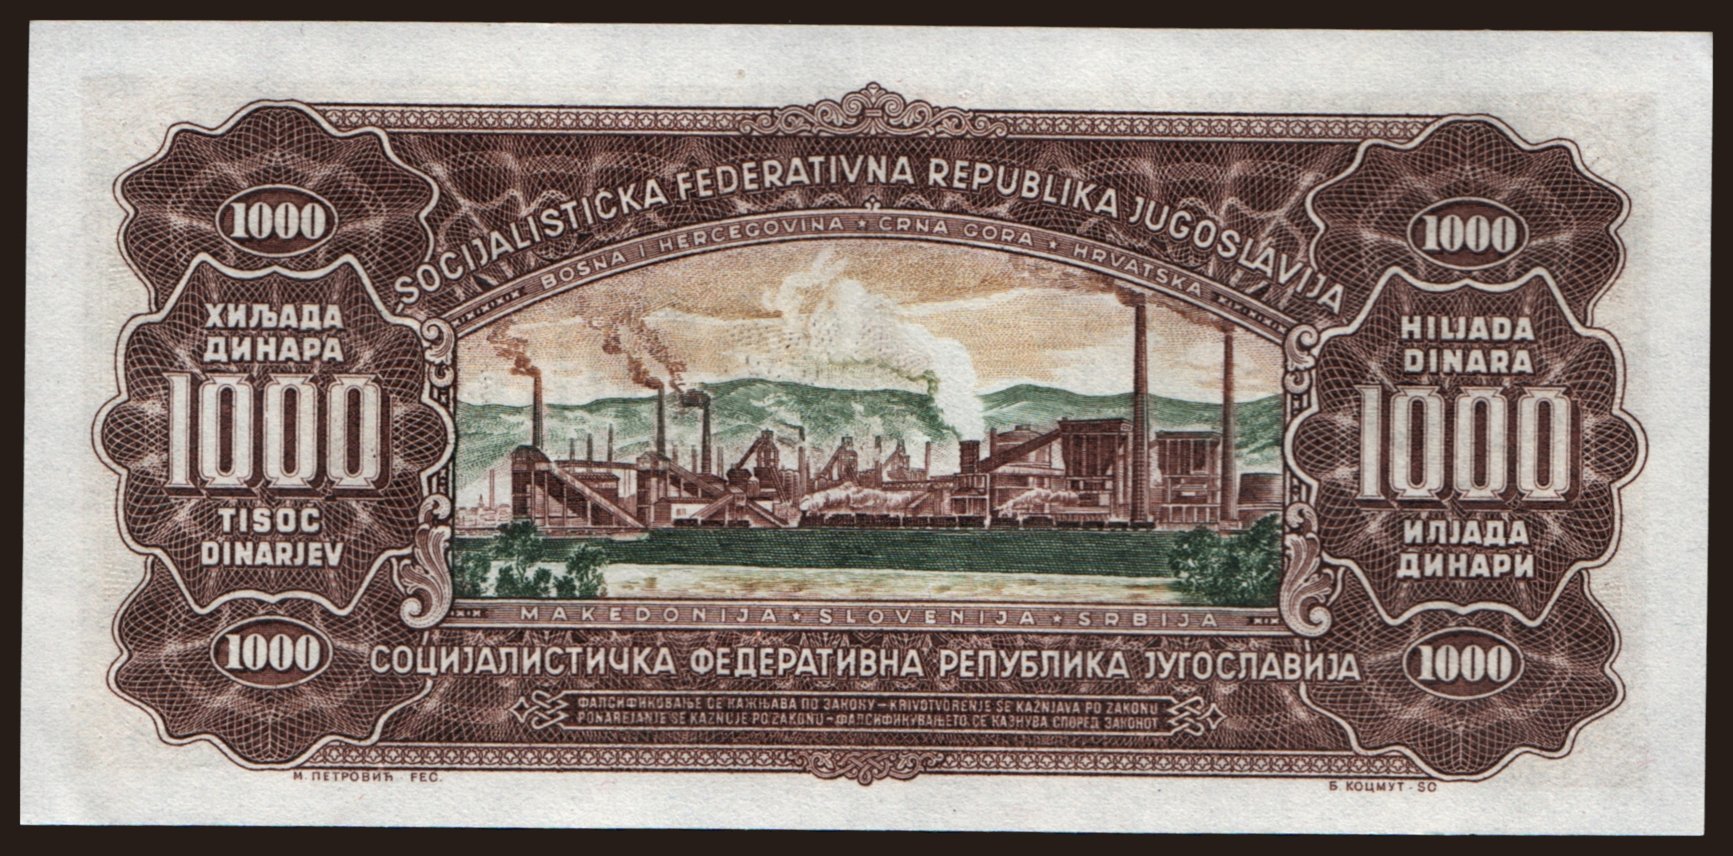 SOCIJALISTIČKA FEDERATIVNA REPUBLIKA JUGOSLAVIJA
BOSNA I HERCEGOVINA * CRNA GORA * HRVATSKA
1000
1000
ХИЉАДА
ДИНАРА
1000
TISOČ
DINARJEV
HILJADA
DINARA
1000
ИЛЈАДА
ДИНАРИ
MAKEDONIJA * SLOVENIJA * SRBIJA
1000
СОЦИЈАЛИСТИЧКА ФЕДЕРАТИВНА РЕПУБЛИКА ЈУГОСЛАВИЈА
1000
ФАЛСИФИКОВАЊЕ СЕ КАЖЊАВА ПО ЗАКОНУ – KRIVOTVORENJE SE KAŽNJAVA PO ZAKONU
PONAREJANJE SE KAZNUJE PO ZAKONU – ФАЛСИФИКУВАЊЕТО СЕ КАЗНУВА СПОРЕД ЗАКОНОТ
М. ПЕТРОВИЋ FEC.
Б. КОЦМУТ - SC